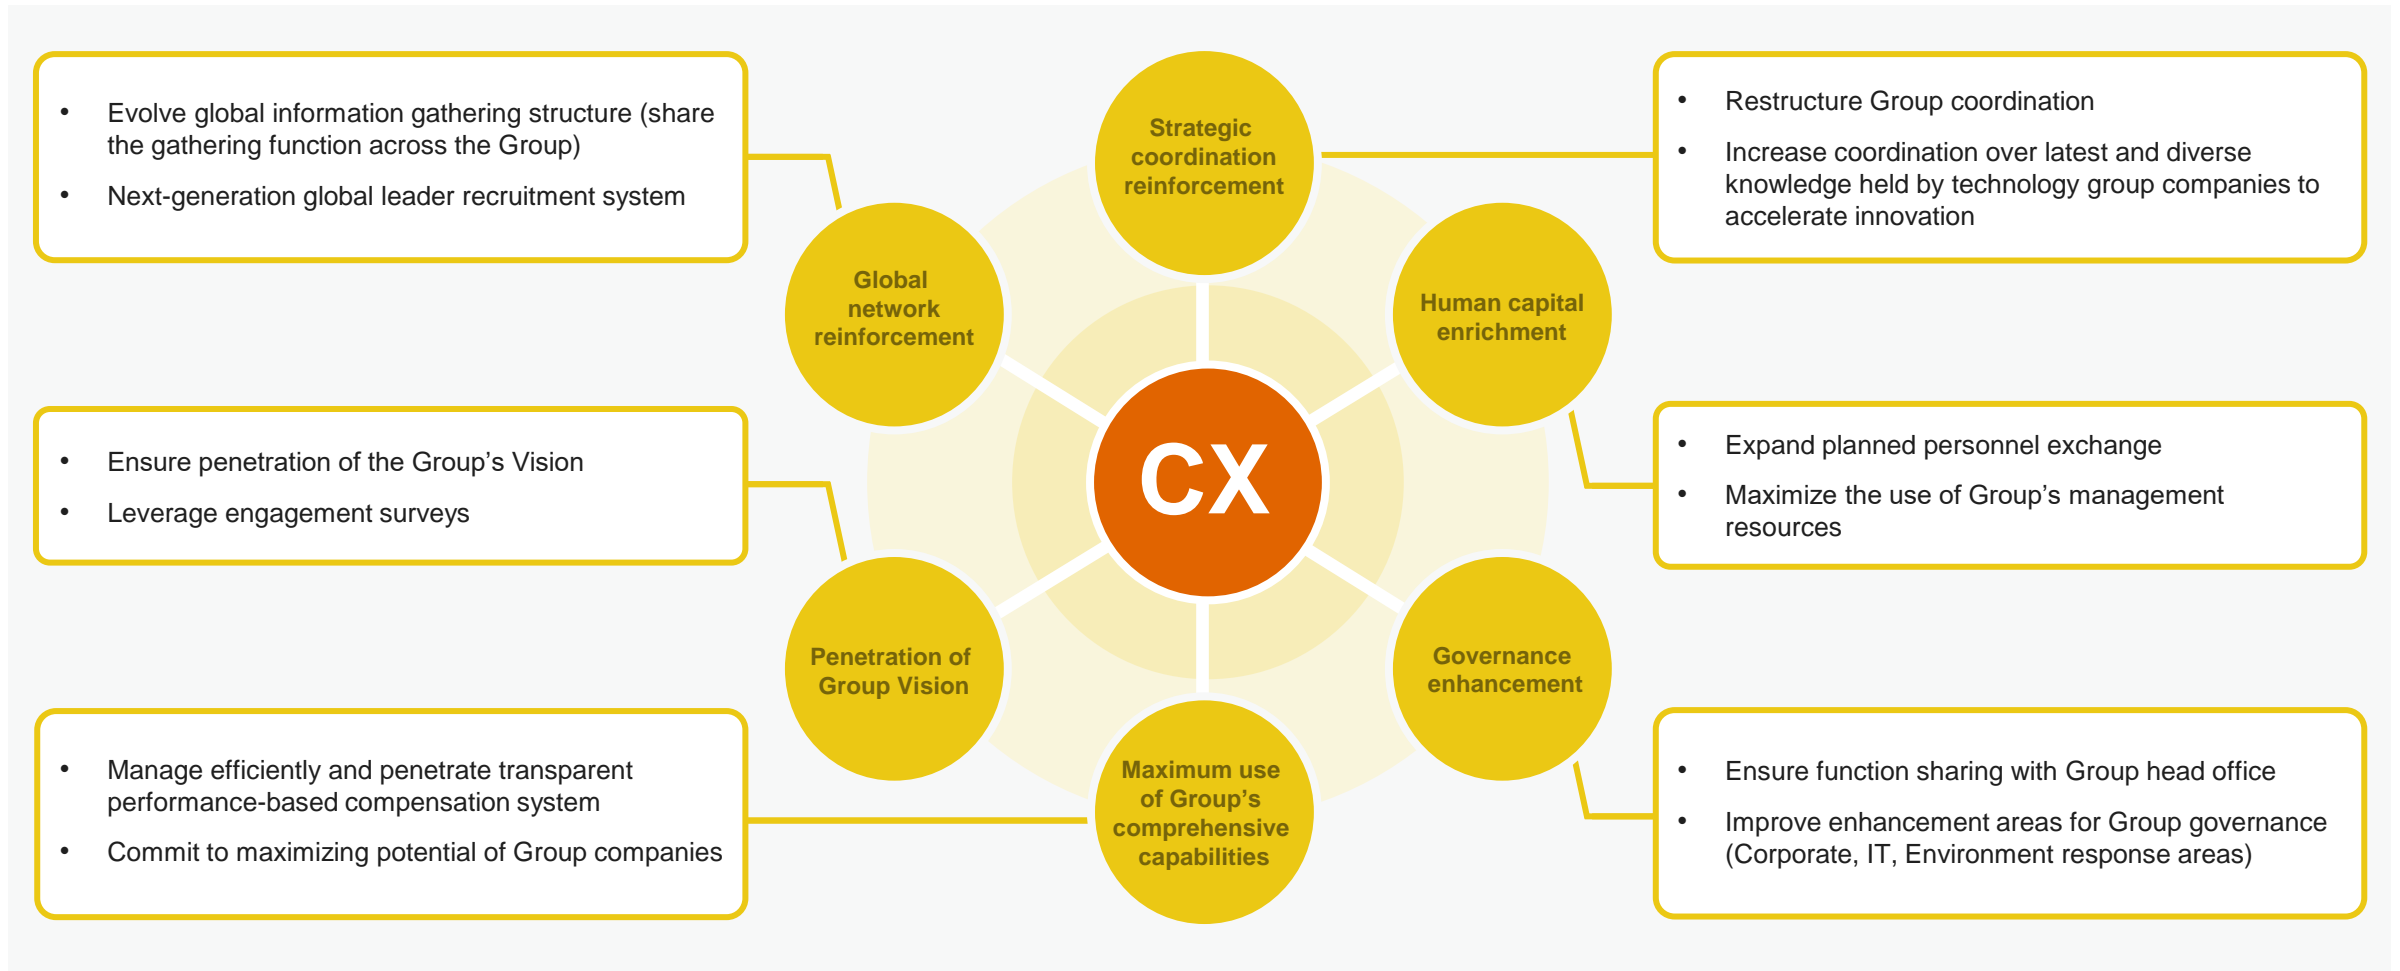 • Evolve global information gathering structure (share
the gathering function across the Group)
• Next-generation global leader recruitment system
• Ensure penetration of the Group’s Vision
• Leverage engagement surveys
• Manage efficiently and penetrate transparent
performance-based compensation system
• Commit to maximizing potential of Group companies
Strategic
coordination
reinforcement
Global
network
reinforcement
Human capital
enrichment
CX
Penetration of
Group Vision
Governance
enhancement
Maximum use
of Group’s
comprehensive
capabilities
• Restructure Group coordination
• Increase coordination over latest and diverse
knowledge held by technology group companies to
accelerate innovation
• Expand planned personnel exchange
• Maximize the use of Group’s management
resources
• Ensure function sharing with Group head office
• Improve enhancement areas for Group governance
(Corporate, IT, Environment response areas)